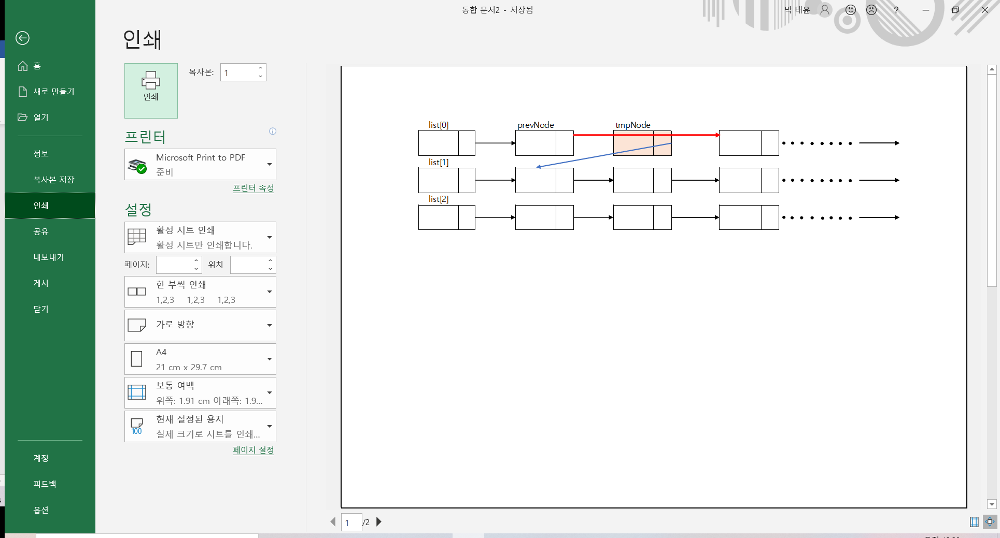 통합 문서2 - 저장됨
박 태윤
?
홈
새로 만들기
열기
정보
복사본 저장
인쇄
공유
내보내기
게시
닫기
계정
피드백
옵션
인쇄
인쇄
복사본: 1
프린터
Microsoft Print to PDF
준비
프린터 속성
설정
활성 시트 인쇄
활성 시트만 인쇄합니다.
페이지: 위치
한 부씩 인쇄
1,2,3 1,2,3 1,2,3
가로 방향
A4
21 cm x 29.7 cm
보통 여백
위쪽: 1.91 cm 아래쪽: 1.9...
현재 설정된 용지
실제 크기로 시트를 인쇄...
100
페이지 설정
list[0] prevNode tmpNode
list[1]
list[2]
1 /2